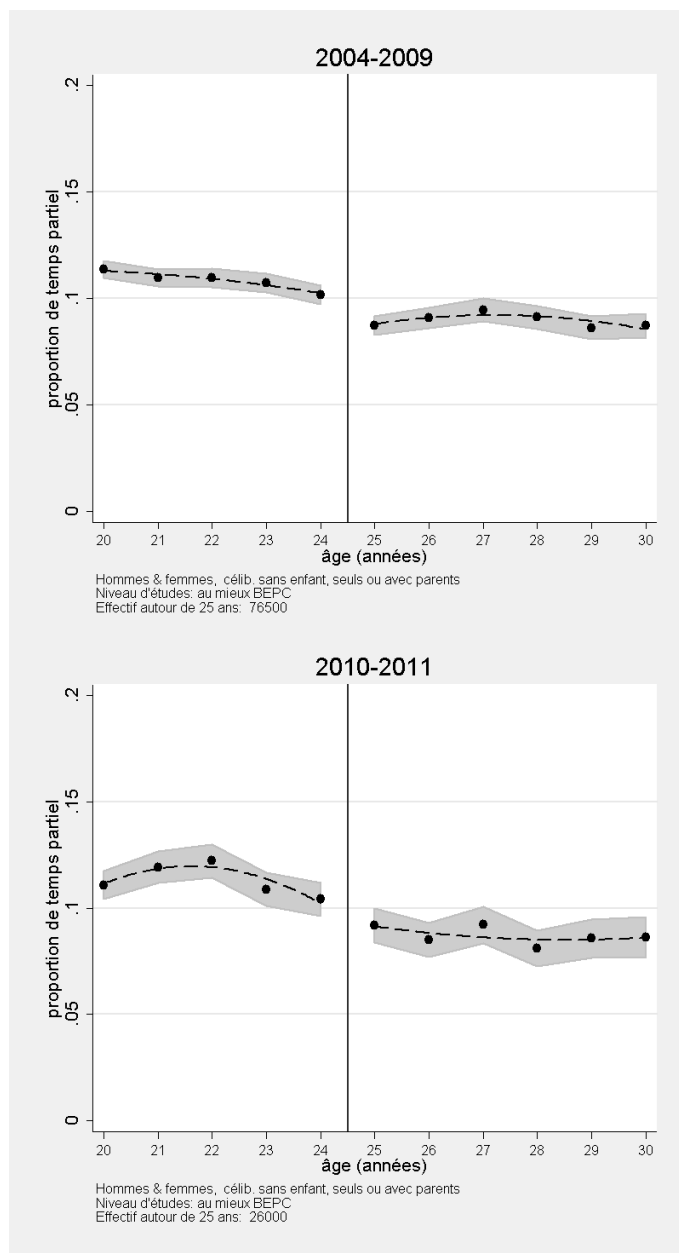 2004-2009
proportion de temps partiel
.2
.15
.1
.05
0
20 21 22 23 24 25 26 27 28 29 30
âge (années)
Hommes & femmes, célib. sans enfant, seuls ou avec parents
Niveau d'études: au mieux BEPC
Effectif autour de 25 ans: 76500
2010-2011
proportion de temps partiel
.2
.15
.1
.05
0
20 21 22 23 24 25 26 27 28 29 30
âge (années)
Hommes & femmes, célib. sans enfant, seuls ou avec parents
Niveau d'études: au mieux BEPC
Effectif autour de 25 ans: 26000